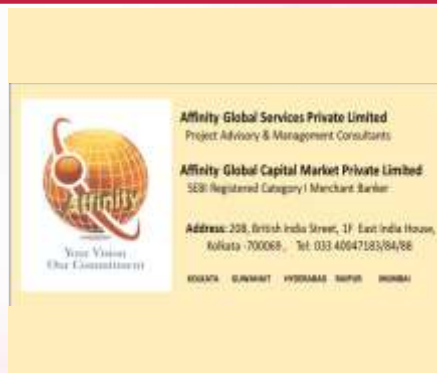 Affinity
Your Vision
Our Commitment
Affinity Global Services Private Limited
Project Advory & Management Consultants
Affinity Global Capital Market Private Limited
SEBI Registered Category I Merchant Banker
Address: 208, British India Street, 1F East India House,
Kolkata -700069, Tel: 033 40047183/84/88
KOLKATA GUWAHAT HYDERABAD RAIPUR MUMBAI